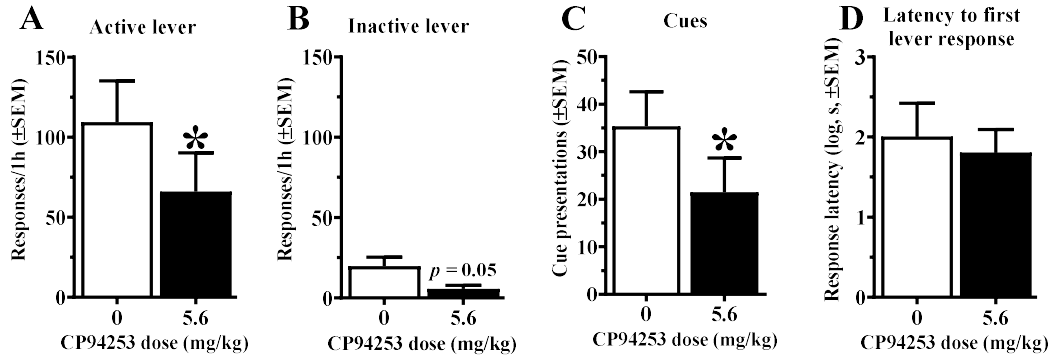 A
Active lever
Responses/1h (±SEM)
150
100
50
0
*
0
5.6
CP94253 dose (mg/kg)
B
Inactive lever
Responses/1h (±SEM)
150
100
50
0
p = 0.05
0
5.6
CP94253 dose (mg/kg)
C
Cues
Cue presentations (±SEM)
50
40
30
20
10
0
*
0
5.6
CP94253 dose (mg/kg)
D
Latency to first
lever response
Response latency (log, s, ±SEM)
3
2
1
0
0
5.6
CP94253 dose (mg/kg)